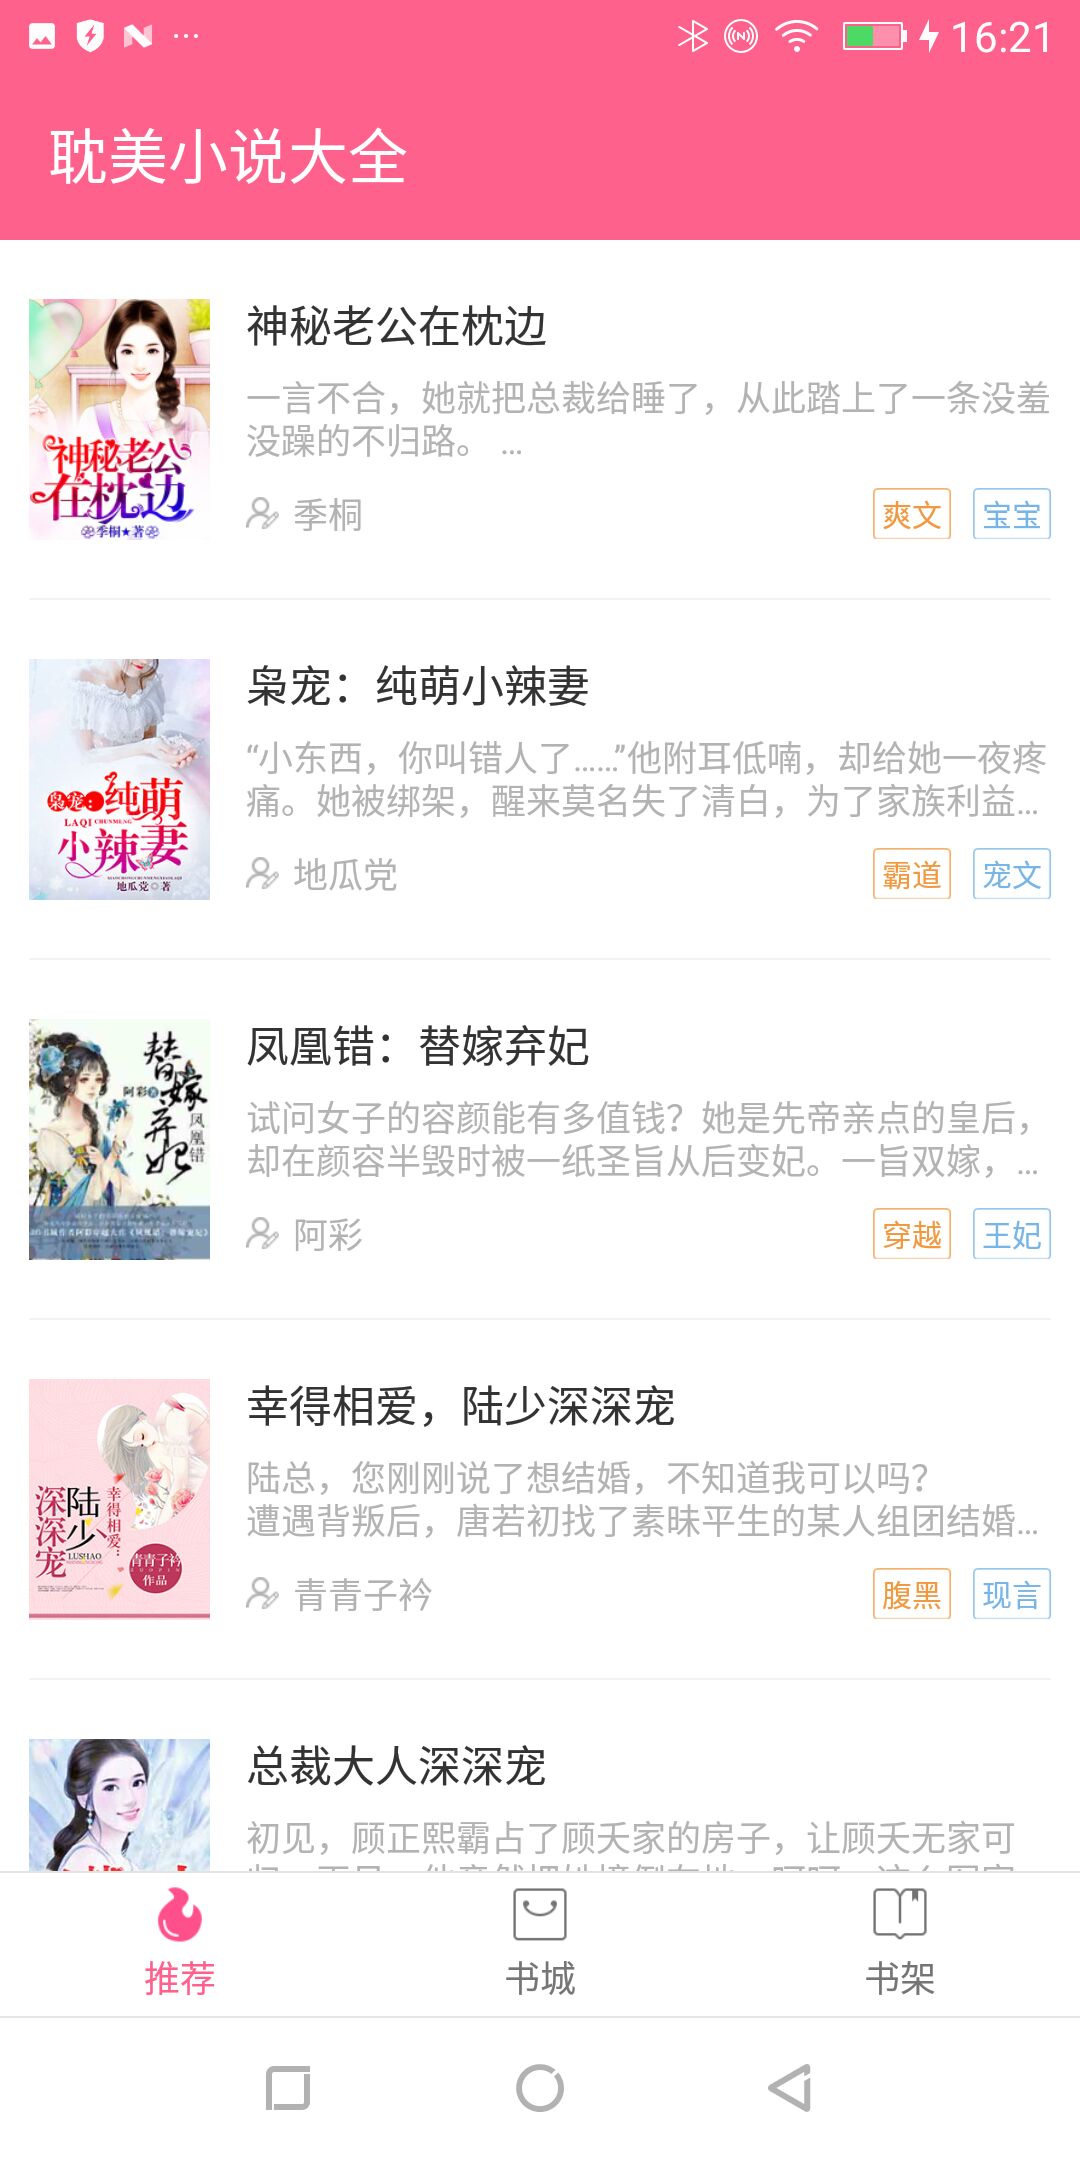 16:21
耽美小说大全
神秘老公在枕边
一言不合，她就把总裁给睡了，从此踏上了一条没羞
没躁的不归路。 ...
季桐
爽文 宝宝
神秘老公
在枕边
季桐★著
枭宠：纯萌小辣妻
“小东西，你叫错人了……”他附耳低喃，却给她一夜疼
痛。她被绑架，醒来莫名失了清白，为了家族利益...
地瓜党
霸道 宠文
枭宠：纯萌
LAQI CHUNMENG
小辣妻
地瓜党 著
凤凰错：替嫁弃妃
试问女子的容颜能有多值钱？她是先帝亲点的皇后，
却在颜容半毁时被一纸圣旨从后变妃。一旨双嫁，...
阿彩
穿越 王妃
替嫁弃妃
凤凰错
阿彩
幸得相爱，陆少深深宠
陆总，您刚刚说了想结婚，不知道我可以吗？
遭遇背叛后，唐若初找了素昧平生的某人组团结婚...
青青子衿
腹黑 现言
幸得相爱…
陆少
深深宠
LUSHAO
青青子衿
作品
总裁大人深深宠
初见，顾正熙霸占了顾夭家的房子，让顾夭无家可
推荐 书城 书架